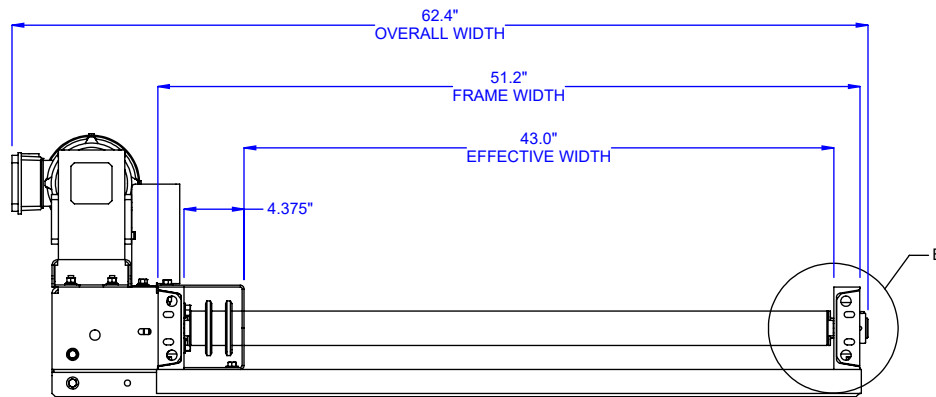 62.4"
OVERALL WIDTH
51.2"
FRAME WIDTH
43.0"
EFFECTIVE WIDTH
4.375"